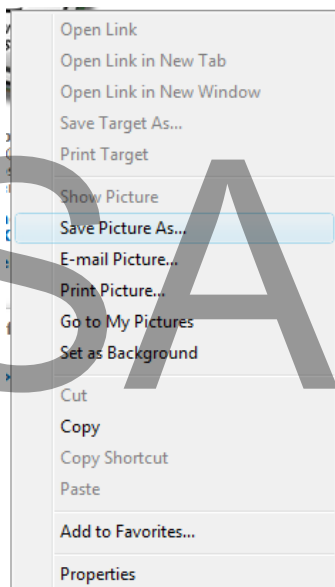 Open Link
Open Link in New Tab
Open Link in New Window
Save Target As...
Print Target
Show Picture
Save Picture As...
E-mail Picture...
Print Picture...
Go to My Pictures
Set as Background
Cut
Copy
Copy Shortcut
Paste
Add to Favorites...
Properties
SA